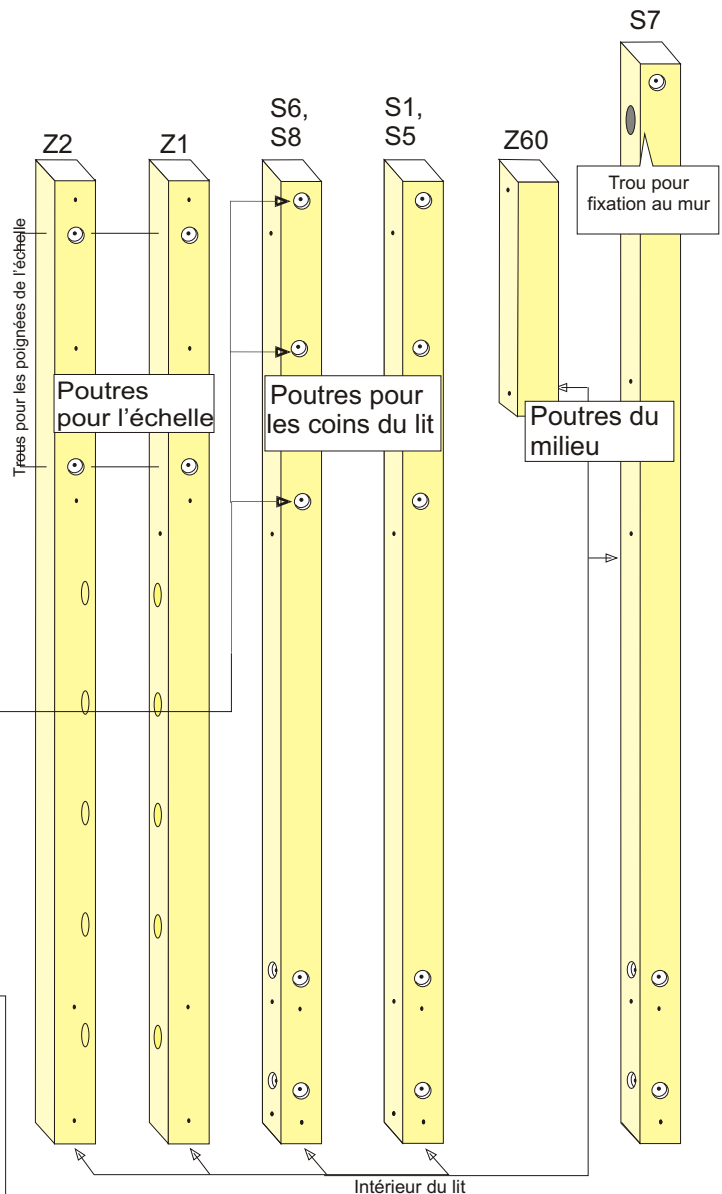 S7
S6,
S8
S1,
S5
Z2
Z1
Z60
Trou pour
fixation au mur
Trous pour les poignées de l'échelle
Poutres
pour l'échelle
Poutres pour
les coins du lit
Poutres du
milieu
Intérieur du lit